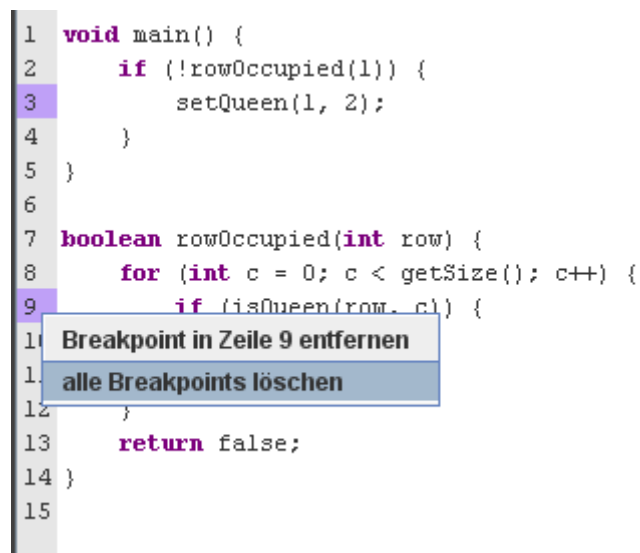 1 void main() {
2 if (!rowOccupied(1)) {
3 setQueen(1, 2);
4 }
5 }
6
7 boolean rowOccupied(int row) {
8 for (int c = 0; c < getSize(); c++) {
9 if (isQueen(row, c)) {
Breakpoint in Zeile 9 entfernen
alle Breakpoints löschen
12 }
13 return false;
14 }
15